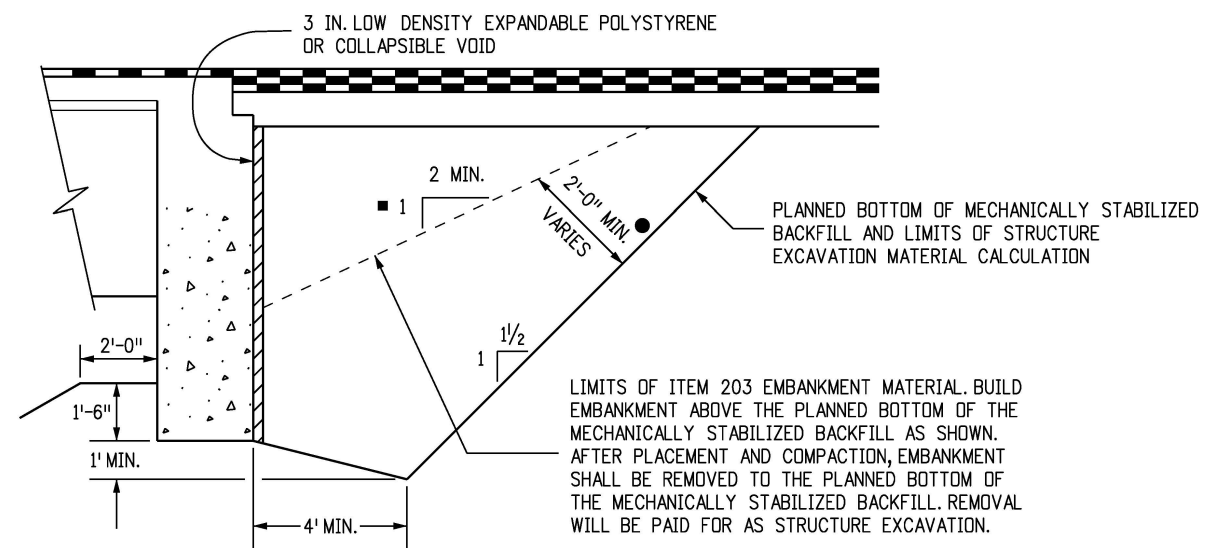 3 IN. LOW DENSITY EXPANDABLE POLYSTYRENE
OR COLLAPSIBLE VOID
2 MIN.
■ 1
2'-0" MIN.
VARIES
PLANNED BOTTOM OF MECHANICALLY STABILIZED
BACKFILL AND LIMITS OF STRUCTURE
EXCAVATION MATERIAL CALCULATION
1½
1
2'-0"
1'-6"
1' MIN.
4' MIN.
LIMITS OF ITEM 203 EMBANKMENT MATERIAL. BUILD
EMBANKMENT ABOVE THE PLANNED BOTTOM OF THE
MECHANICALLY STABILIZED BACKFILL AS SHOWN.
AFTER PLACEMENT AND COMPACTION, EMBANKMENT
SHALL BE REMOVED TO THE PLANNED BOTTOM OF
THE MECHANICALLY STABILIZED BACKFILL. REMOVAL
WILL BE PAID FOR AS STRUCTURE EXCAVATION.